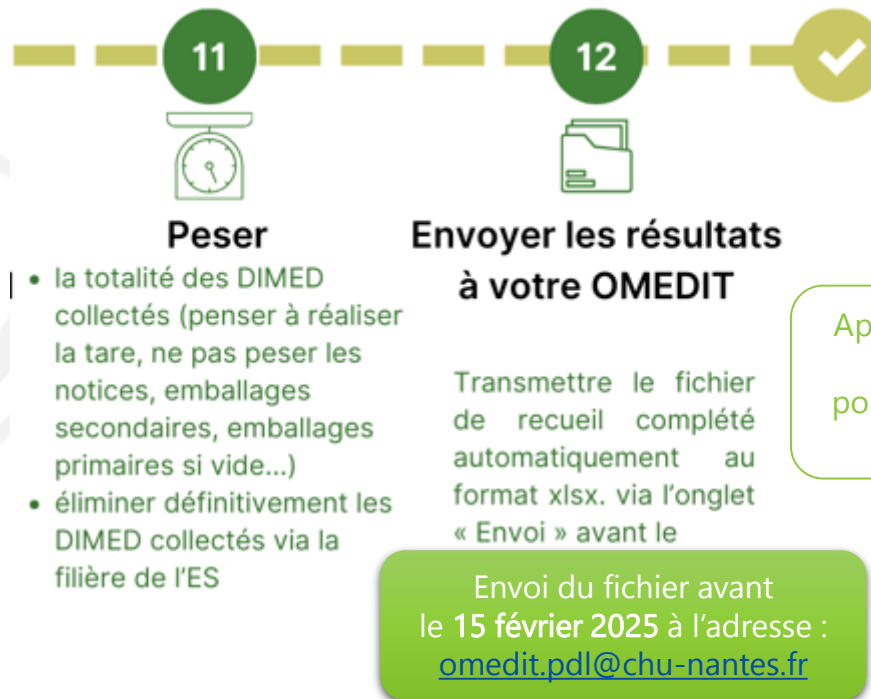 11
12
Peser
• la totalité des DIMED
collectés (penser à réaliser
la tare, ne pas peser les
notices, emballages
secondaires, emballages
primaires si vide...)
• éliminer définitivement les
DIMED collectés via la
filière de l'ES
Envoyer les résultats
à votre OMEDIT
Transmettre le fichier
de recueil complété
automatiquement au
format xlsx. via l'onglet
« Envoi » avant le
Envoi du fichier avant
le 15 février 2025 à l'adresse :
omedit.pdl@chu-nantes.fr